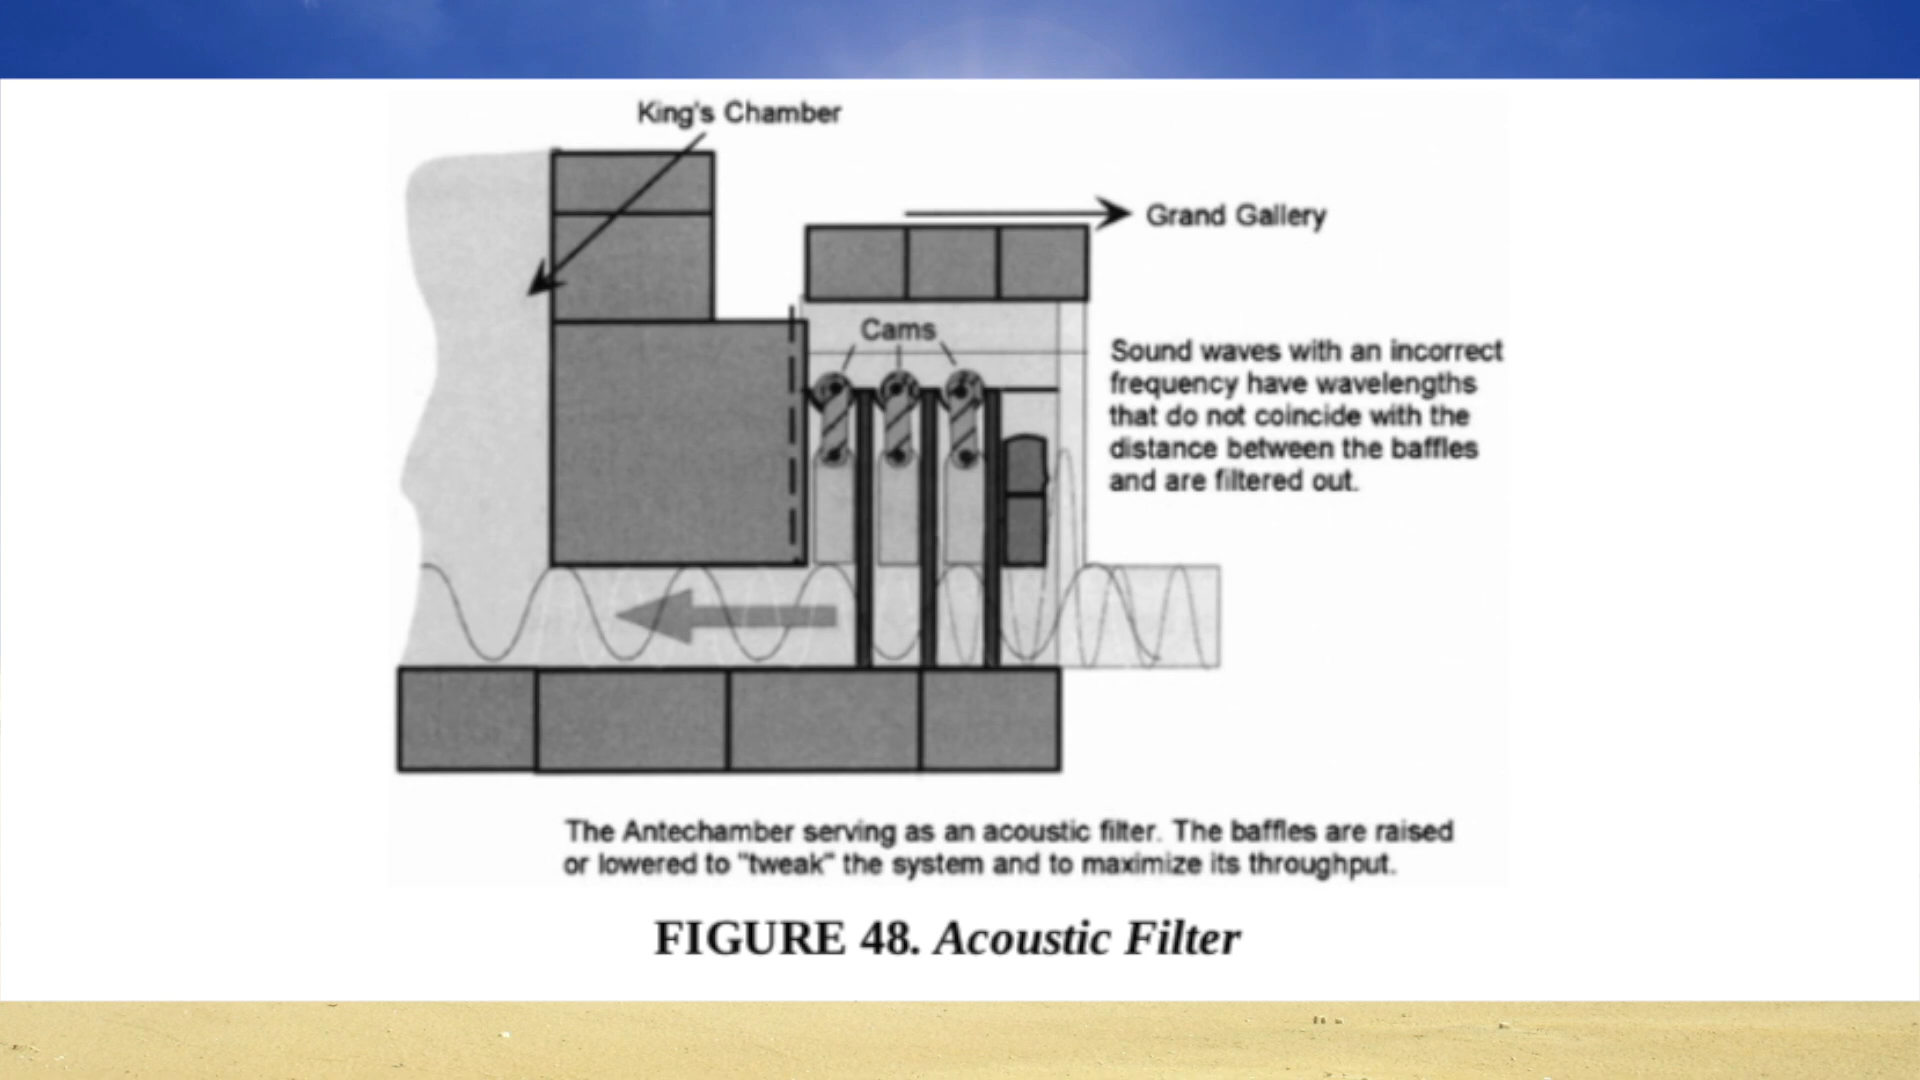 King's Chamber
Grand Gallery
Cams
Sound waves with an incorrect
frequency have wavelengths
that do not coincide with the
distance between the baffles
and are filtered out.
The Antechamber serving as an acoustic filter. The baffles are raised
or lowered to "tweak" the system and to maximize its throughput.
FIGURE 48. Acoustic Filter